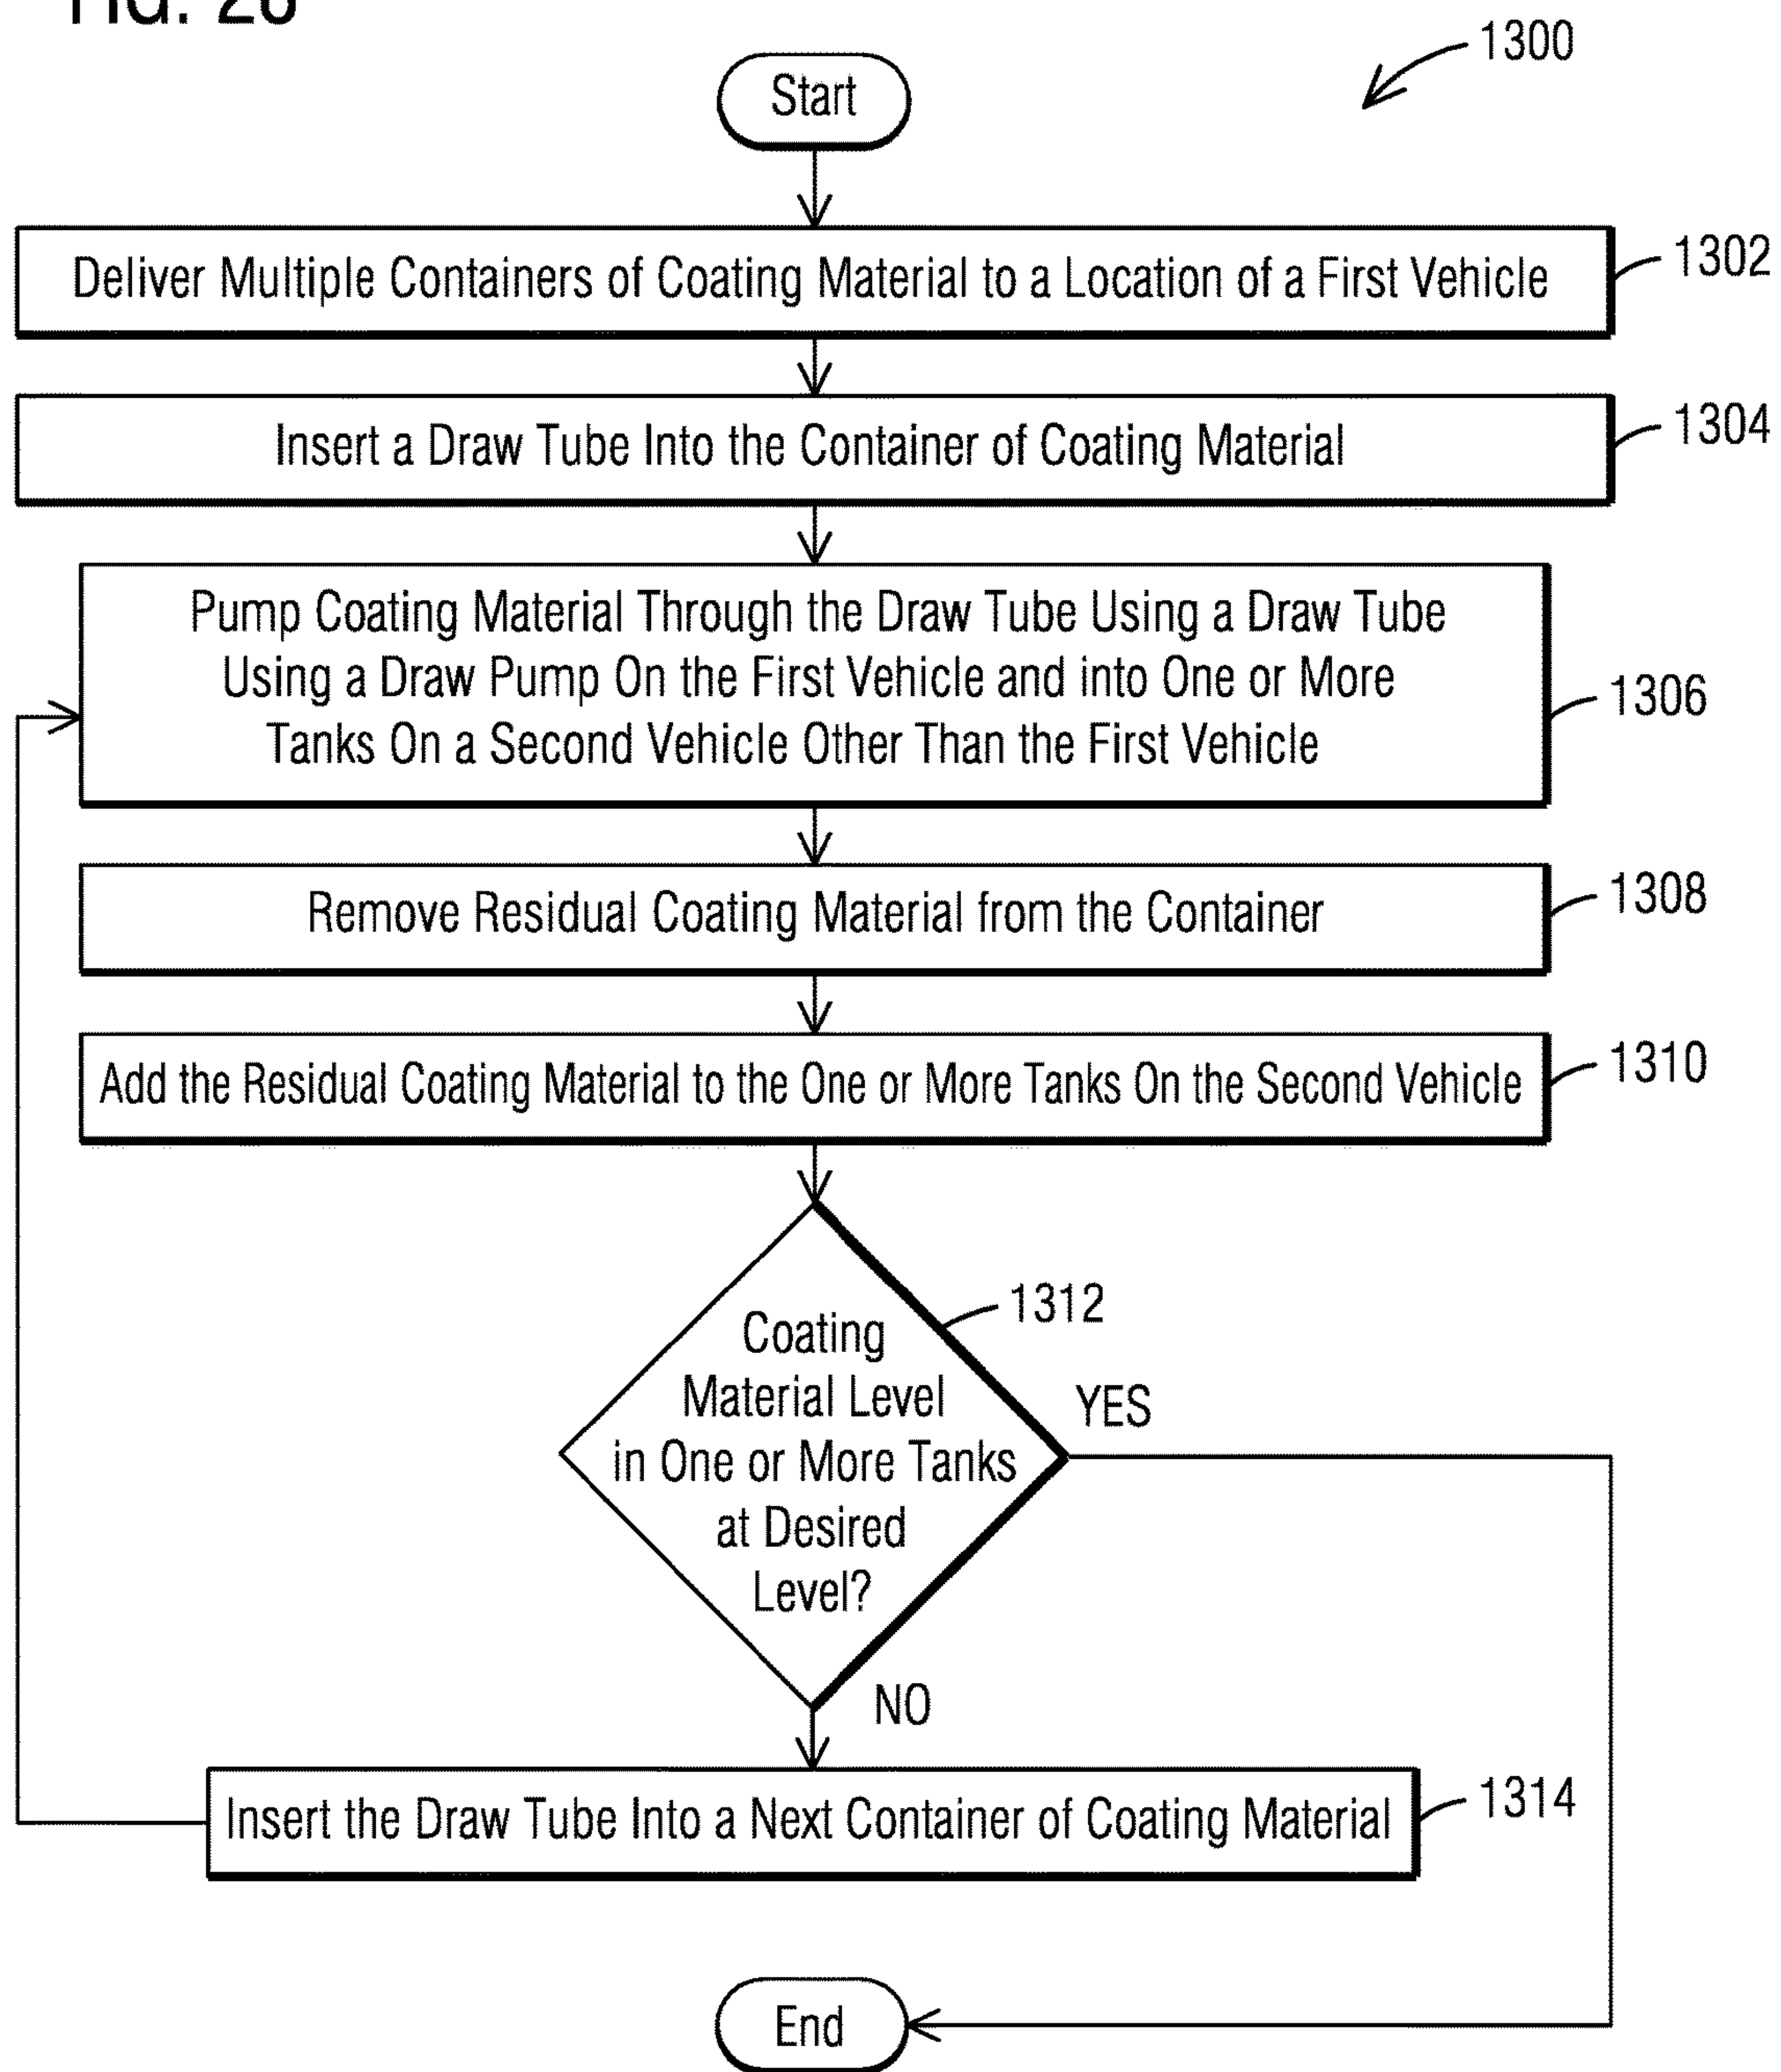 1300
Start
Deliver Multiple Containers of Coating Material to a Location of a First Vehicle
1302
Insert a Draw Tube Into the Container of Coating Material
1304
Pump Coating Material Through the Draw Tube Using a Draw Tube
Using a Draw Pump On the First Vehicle and into One or More
Tanks On a Second Vehicle Other Than the First Vehicle
1306
Remove Residual Coating Material from the Container
1308
Add the Residual Coating Material to the One or More Tanks On the Second Vehicle
1310
Coating
Material Level
in One or More Tanks
at Desired
Level?
1312
YES
NO
Insert the Draw Tube Into a Next Container of Coating Material
1314
End